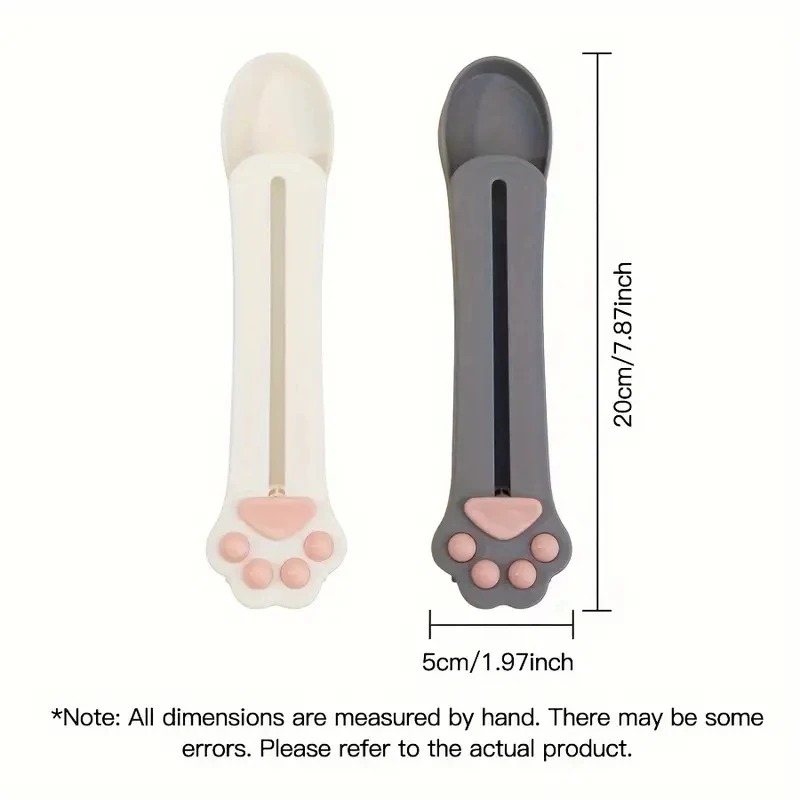 20cm/7.87inch
5cm/1.97inch
*Note: All dimensions are measured by hand. There may be some
errors. Please refer to the actual product.